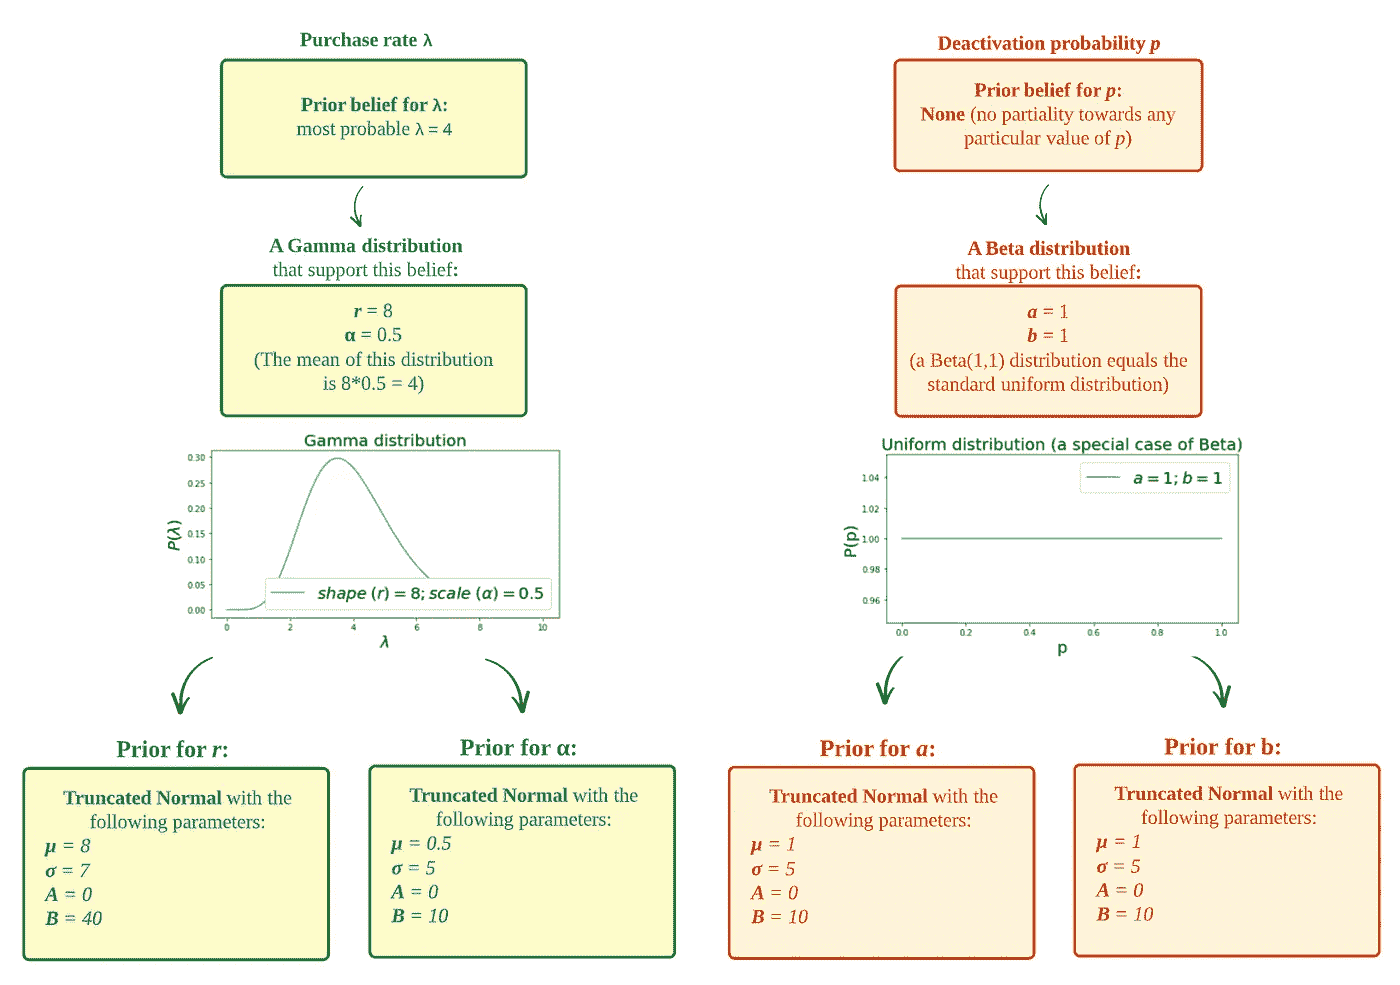 Purchase rate λ
Prior belief for λ:
most probable λ = 4
A Gamma distribution
that support this belief:
r = 8
α = 0.5
(The mean of this distribution
is 8*0.5 = 4)
Gamma distribution
0.30
0.25
0.20
0.15
0.10
0.05
0.00
P(λ)
shape (r) = 8; scale (α) = 0.5
0 2 4 6 8 10
λ
Prior for r:
Truncated Normal with the
following parameters:
μ = 8
σ = 7
A = 0
B = 40
Prior for α:
Truncated Normal with the
following parameters:
μ = 0.5
σ = 5
A = 0
B = 10
Deactivation probability p
Prior belief for p:
None (no partiality towards any
particular value of p)
A Beta distribution
that support this belief:
a = 1
b = 1
(a Beta(1,1) distribution equals the
standard uniform distribution)
Uniform distribution (a special case of Beta)
1.04
1.02
1.00
0.98
0.96
P(p)
a = 1; b = 1
0.0 0.2 0.4 0.6 0.8 1.0
p
Prior for a:
Truncated Normal with the
following parameters:
μ = 1
σ = 5
A = 0
B = 10
Prior for b:
Truncated Normal with the
following parameters:
μ = 1
σ = 5
A = 0
B = 10